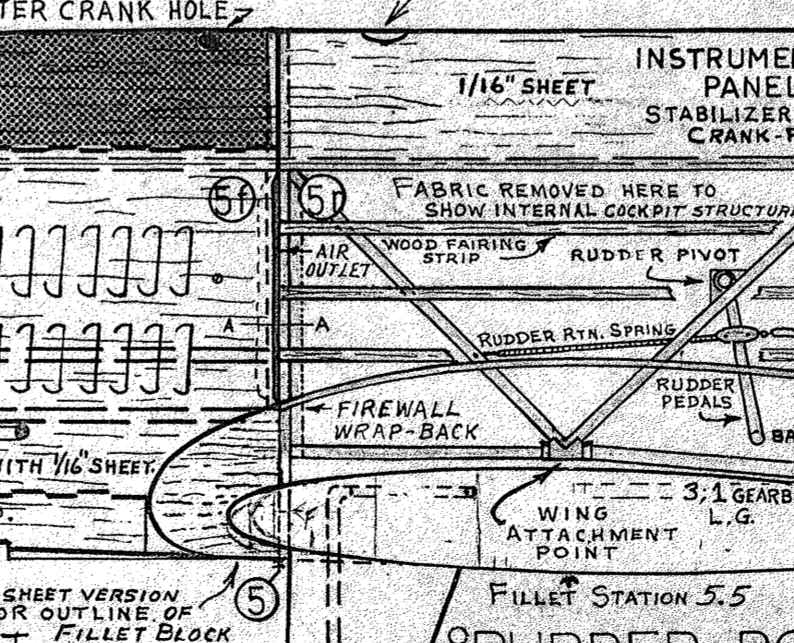 TER CRANK HOLE
1/16" SHEET
INSTRUME
PANEL
STABILIZER
CRANK-
5f
5r
FABRIC REMOVED HERE TO
SHOW INTERNAL COCKPIT STRUCTUR
WOOD FAIRING
STRIP
RUDDER PIVOT
AIR
OUTLET
A A
RUDDER RTN. SPRING
RUDDER
PEDALS
FIREWALL
WRAP-BACK
BA
ITH 1/16" SHEET.
3;1 GEARB
L.G.
WING
ATTACHMENT
POINT
5
FILLET STATION 5.5
SHEET VERSION
OR OUTLINE OF
FILLET BLOCK